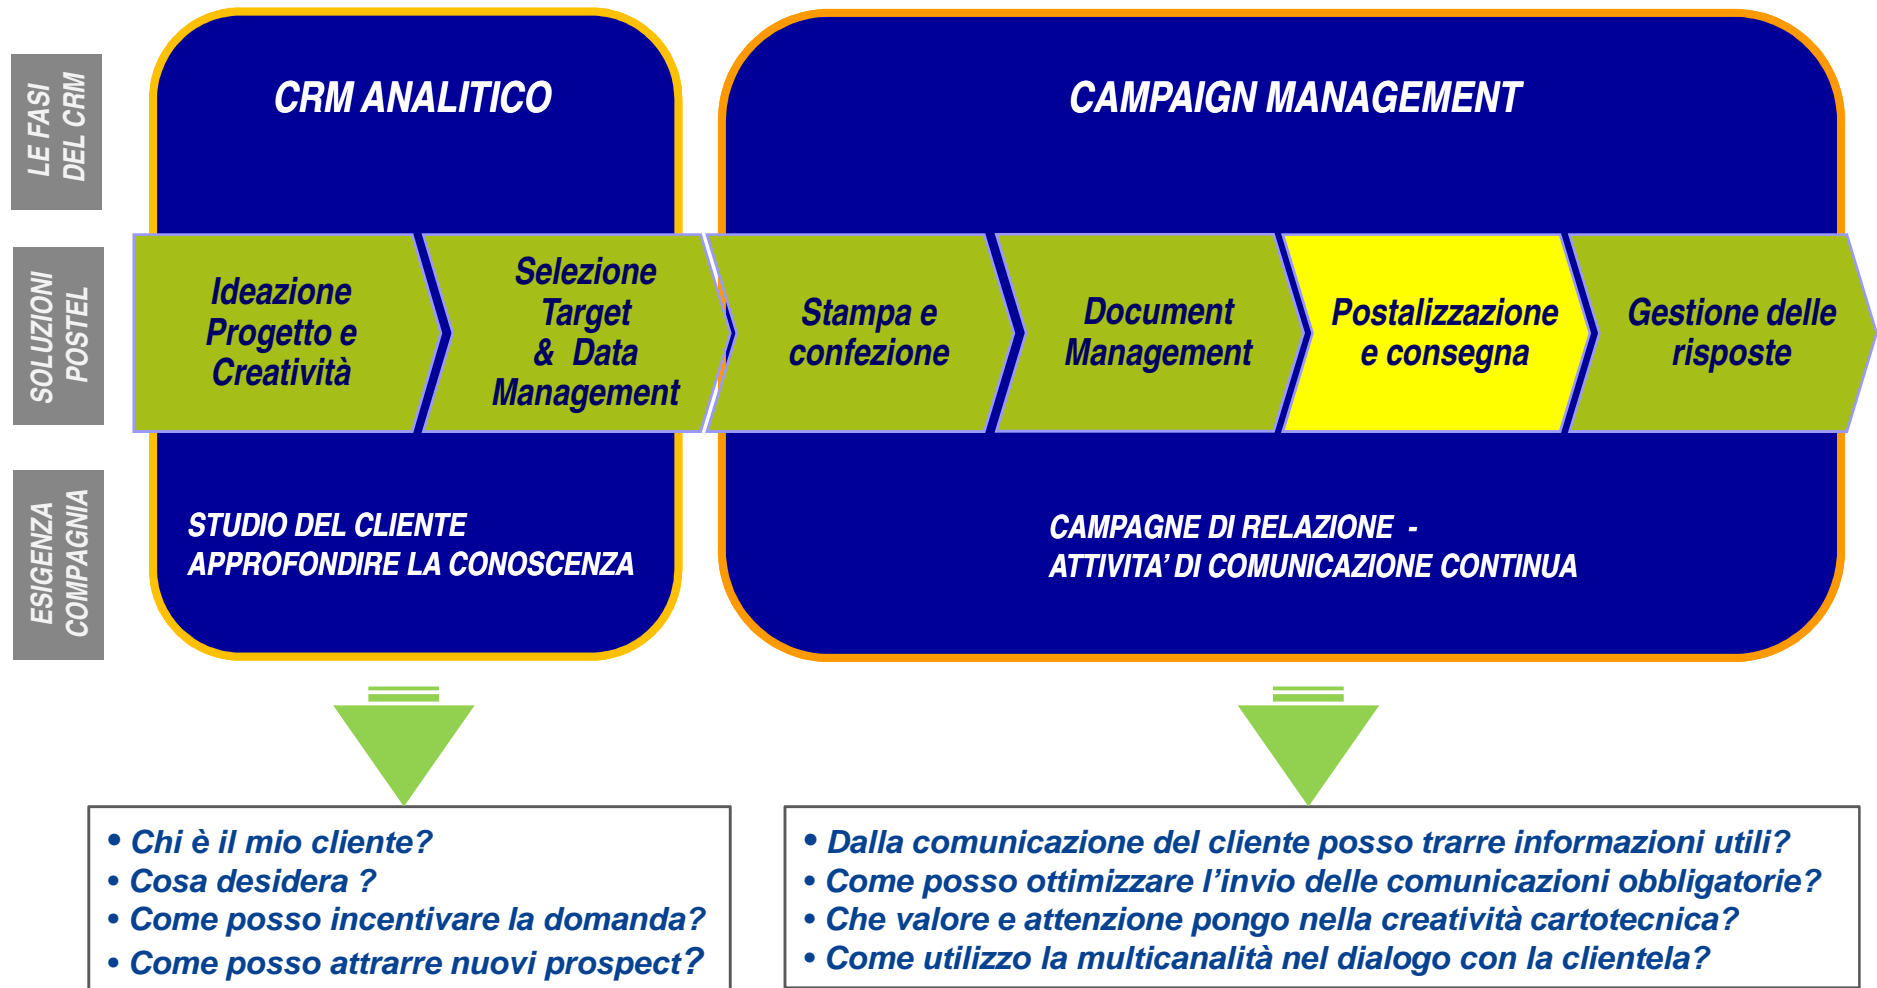 LE FASI
DEL CRM
CRM ANALITICO
CAMPAIGN MANAGEMENT
SOLUZIONI
POSTEL
Ideazione
Progetto e
Creatività
Selezione
Target
& Data
Management
Stampa e
confezione
Document
Management
Postalizzazione
e consegna
Gestione delle
risposte
ESIGENZA
COMPAGNIA
STUDIO DEL CLIENTE
APPROFONDIRE LA CONOSCENZA
CAMPAGNE DI RELAZIONE -
ATTIVITA’ DI COMUNICAZIONE CONTINUA
• Chi è il mio cliente?
• Cosa desidera ?
• Come posso incentivare la domanda?
• Come posso attrarre nuovi prospect?
• Dalla comunicazione del cliente posso trarre informazioni utili?
• Come posso ottimizzare l’invio delle comunicazioni obbligatorie?
• Che valore e attenzione pongo nella creatività cartotecnica?
• Come utilizzo la multicanalità nel dialogo con la clientela?